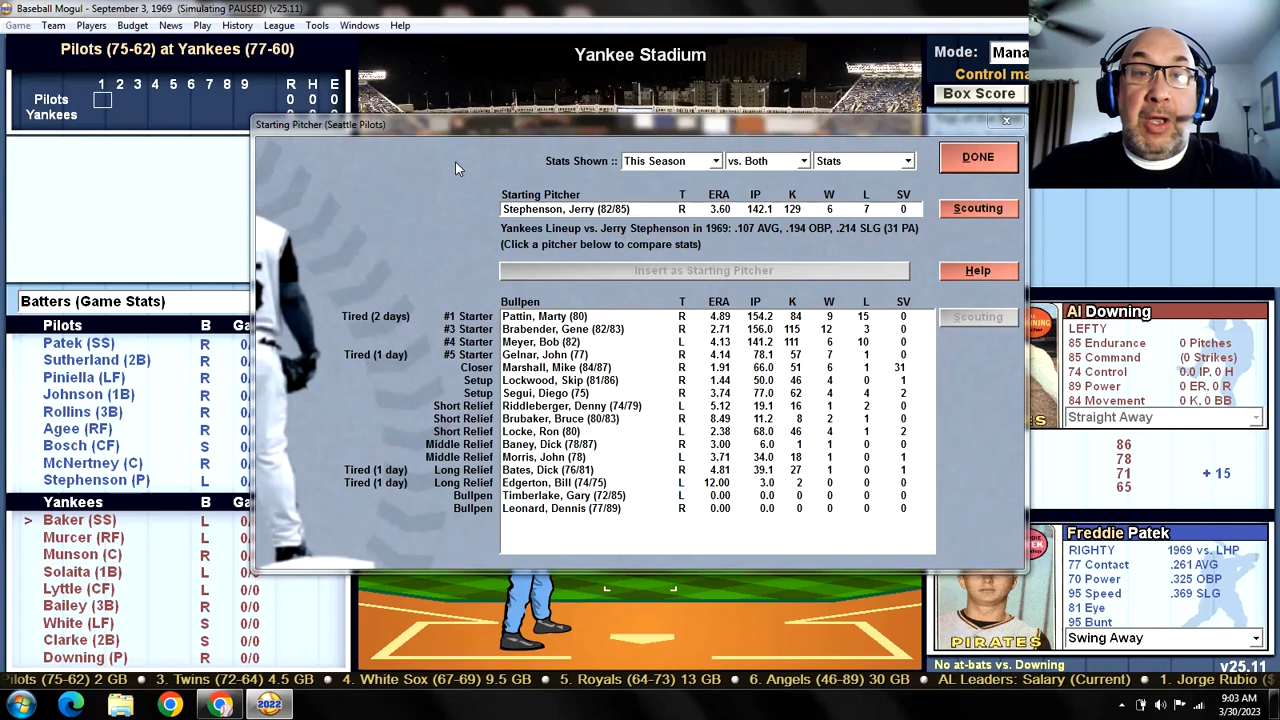 Baseball Mogul - September 3, 1969 (Simulating PAUSED) (v25.11)
Game Team Players Budget News Play History League Tools Windows Help
Pilots (75-62) at Yankees (77-60)
Yankee Stadium
Mode:
Control
Box Score
1 2 3 4 5 6 7 8 9 R H E
Pilots 0 0 0
Yankees 0 0 0
Starting Pitcher (Seattle Pilots)
Stats Shown :: This Season vs. Both Stats
DONE
Starting Pitcher T ERA IP K W L SV
Stephenson, Jerry (82/85) R 3.60 142.1 129 6 7 0
Scouting
Yankees Lineup vs. Jerry Stephenson in 1969: .107 AVG, .194 OBP, .214 SLG (31 PA)
(Click a pitcher below to compare stats)
Insert as Starting Pitcher
Help
Bullpen T ERA IP K W L SV
Scouting
Tired (2 days) #1 Starter Pattin, Marty (80) R 4.89 154.2 84 9 15 0
#3 Starter Brabender, Gene (82/83) R 2.71 156.0 115 12 3 0
#4 Starter Meyer, Bob (82) L 4.13 141.2 111 6 10 0
Tired (1 day) #5 Starter Gelnar, John (77) R 4.14 78.1 57 7 1 0
Closer Marshall, Mike (84/87) R 1.91 66.0 51 6 1 31
Setup Lockwood, Skip (81/86) R 1.44 50.0 46 4 0 1
Setup Segui, Diego (75) R 3.74 77.0 62 4 4 2
Short Relief Riddleberger, Denny (74/79) L 5.12 19.1 16 1 2 0
Short Relief Brubaker, Bruce (80/83) R 8.49 11.2 8 2 1 0
Short Relief Locke, Ron (80) L 2.38 68.0 46 4 1 2
Middle Relief Baney, Dick (78/87) R 3.00 6.0 1 1 0 0
Middle Relief Morris, John (78) L 3.71 34.0 18 1 0 1
Tired (1 day) Long Relief Bates, Dick (76/81) R 4.81 39.1 27 1 0 1
Tired (1 day) Long Relief Edgerton, Bill (74/75) L 12.00 3.0 2 0 0 0
Bullpen Timberlake, Gary (72/85) L 0.00 0.0 0 0 0 0
Bullpen Leonard, Dennis (77/89) R 0.00 0.0 0 0 0 0
Batters (Game Stats)
Pilots B
Patek (SS) R
Sutherland (2B) R
Piniella (LF) R
Johnson (1B) R
Rollins (3B) R
Agee (RF) R
Bosch (CF) S
McNertney (C) R
Stephenson (P) L
Yankees B
> Baker (SS) L 0/0
Murcer (RF) L 0/0
Munson (C) R 0/0
Solaita (1B) L 0/0
Lyttle (CF) L 0/0
Bailey (3B) R 0/0
White (LF) S 0/0
Clarke (2B) S 0/0
Downing (P) R 0/0
Al Downing
LEFTY
85 Endurance 0 Pitches
85 Command (0 Strikes)
74 Control 0.0 IP, 0 H
89 Power 0 ER, 0 R
84 Movement 0 K, 0 BB
Straight Away
86
78
71 + 15
65
Freddie Patek
RIGHTY 1969 vs. LHP
77 Contact .261 AVG
70 Power .325 OBP
95 Speed .369 SLG
81 Eye
95 Bunt
PIRATES
Swing Away
No at-bats vs. Downing v25.11
Pilots (75-62) 2 GB 3. Twins (72-64) 4.5 GB 4. White Sox (67-69) 9.5 GB 5. Royals (64-73) 13 GB 6. Angels (46-89) 30 GB AL Leaders: Salary (Current) 1. Jorge Rubio
2022
9:03 AM
3/30/2023